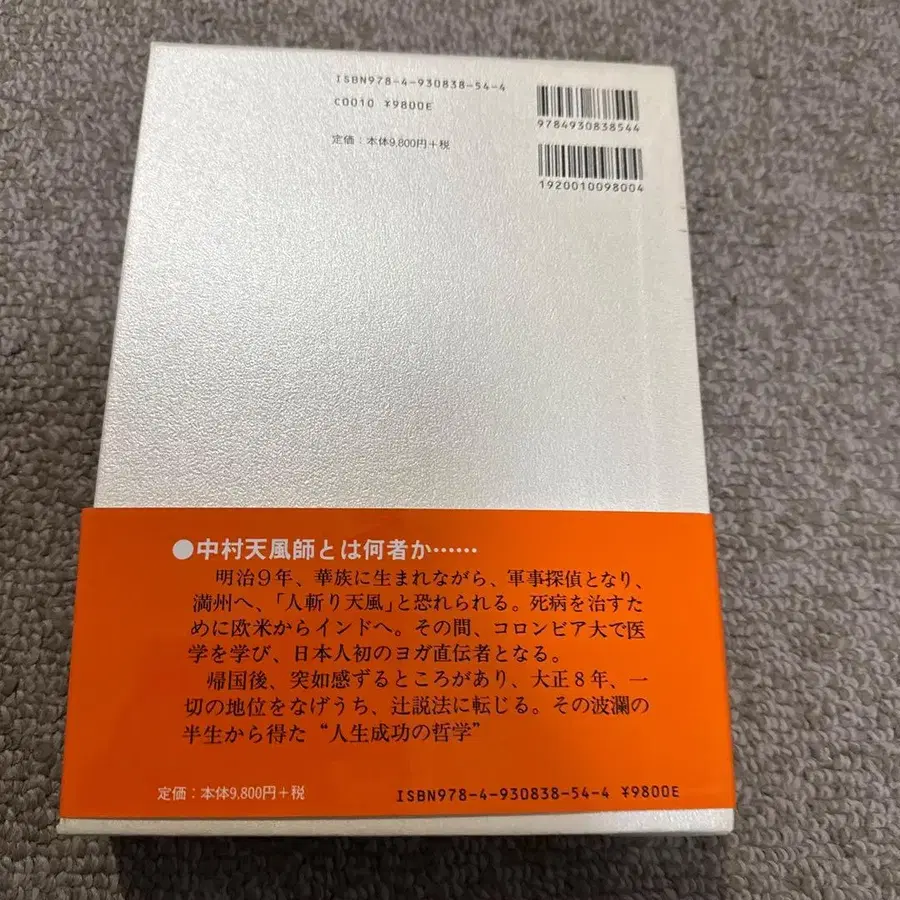 ISBN978-4-930838-54-4
C0010 ¥9800E
定価：本体9,800円＋税
9784930838544
1920010098004
●中村天風師とは何者か……
明治９年、華族に生まれながら、軍事探偵となり、
満州へ、「人斬り天風」と恐れられる。死病を治すた
めに欧米からインドへ。その間、コロンビア大で医
学を学び、日本人初のヨガ直伝者となる。
帰国後、突如感ずるところがあり、大正８年、一
切の地位をなげうち、辻説法に転じる。その波瀾の
半生から得た“人生成功の哲学”
定価：本体9,800円＋税
ISBN978-4-930838-54-4 ¥9800E